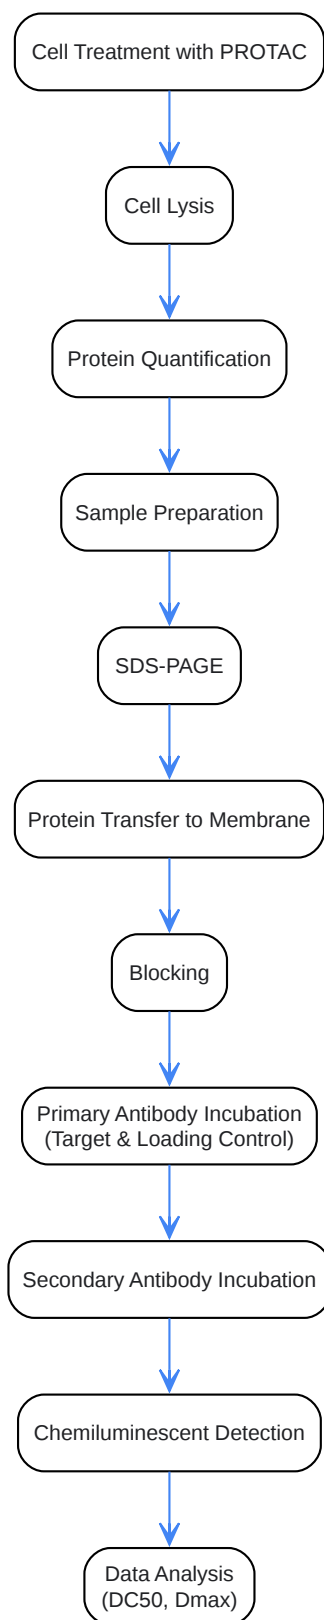 Cell Treatment with PROTAC
Cell Lysis
Protein Quantification
Sample Preparation
SDS-PAGE
Protein Transfer to Membrane
Blocking
Primary Antibody Incubation
(Target & Loading Control)
Secondary Antibody Incubation
Chemiluminescent Detection
Data Analysis
(DC50, Dmax)